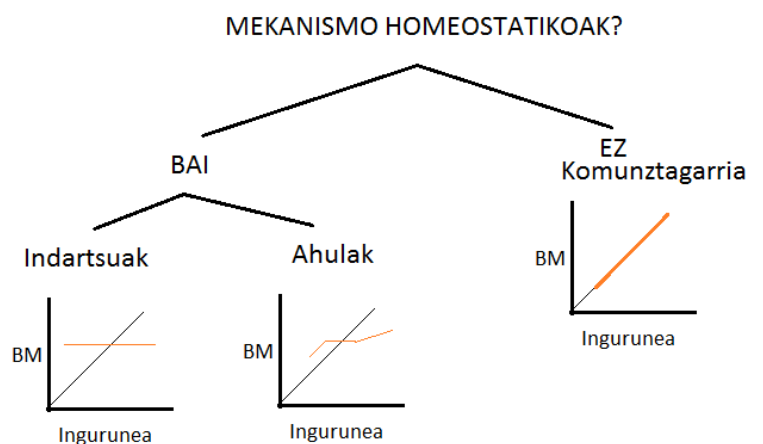 MEKANISMO HOMEOSTATIKOAK?
BAI
EZ
Komunztagarria
Indartsuak
Ahulak
BM
Ingurunea
BM
Ingurunea
BM
Ingurunea